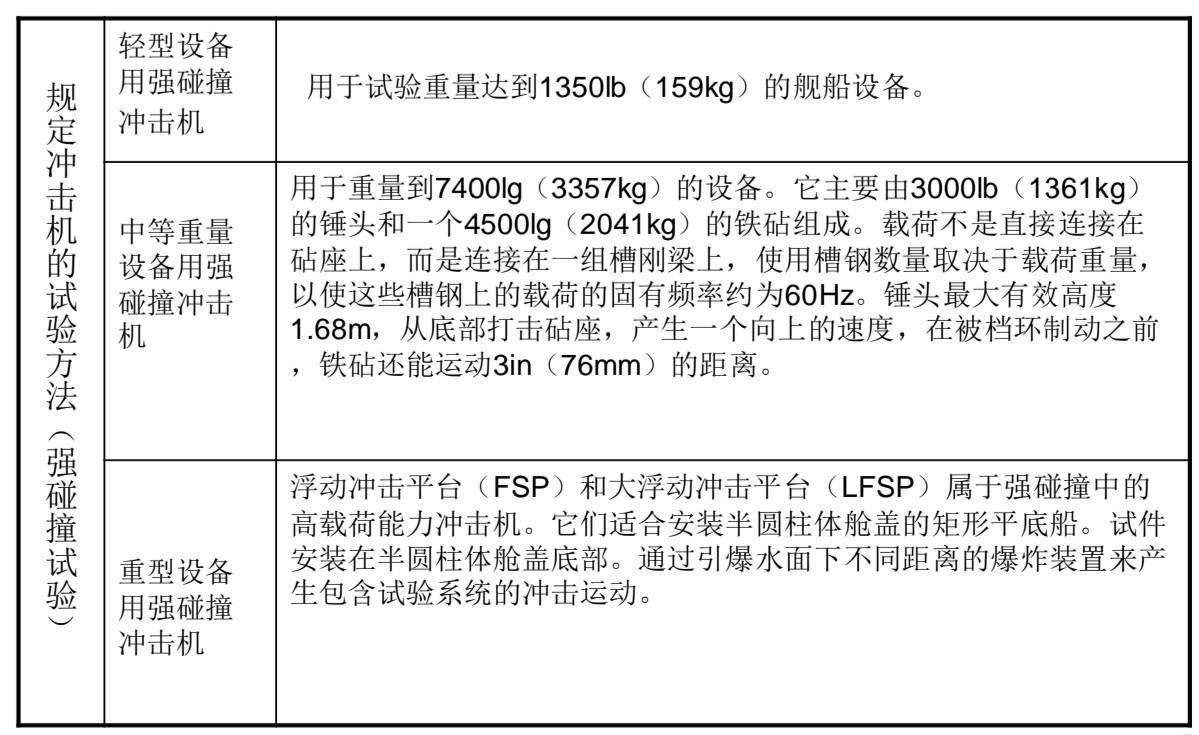 规定冲击机的试验方法（强碰撞试验）
轻型设备
用强碰撞
冲击机
用于试验重量达到1350lb（159kg）的舰船设备。
中等重量
设备用强
碰撞冲击
机
用于重量到7400lg（3357kg）的设备。它主要由3000lb（1361kg）
的锤头和一个4500lg（2041kg）的铁砧组成。载荷不是直接连接在
砧座上，而是连接在一组槽刚梁上，使用槽钢数量取决于载荷重量，
以使这些槽钢上的载荷的固有频率约为60Hz。锤头最大有效高度
1.68m，从底部打击砧座，产生一个向上的速度，在被档环制动之前
，铁砧还能运动3in（76mm）的距离。
重型设备
用强碰撞
冲击机
浮动冲击平台（FSP）和大浮动冲击平台（LFSP）属于强碰撞中的
高载荷能力冲击机。它们适合安装半圆柱体舱盖的矩形平底船。试件
安装在半圆柱体舱盖底部。通过引爆水面下不同距离的爆炸装置来产
生包含试验系统的冲击运动。